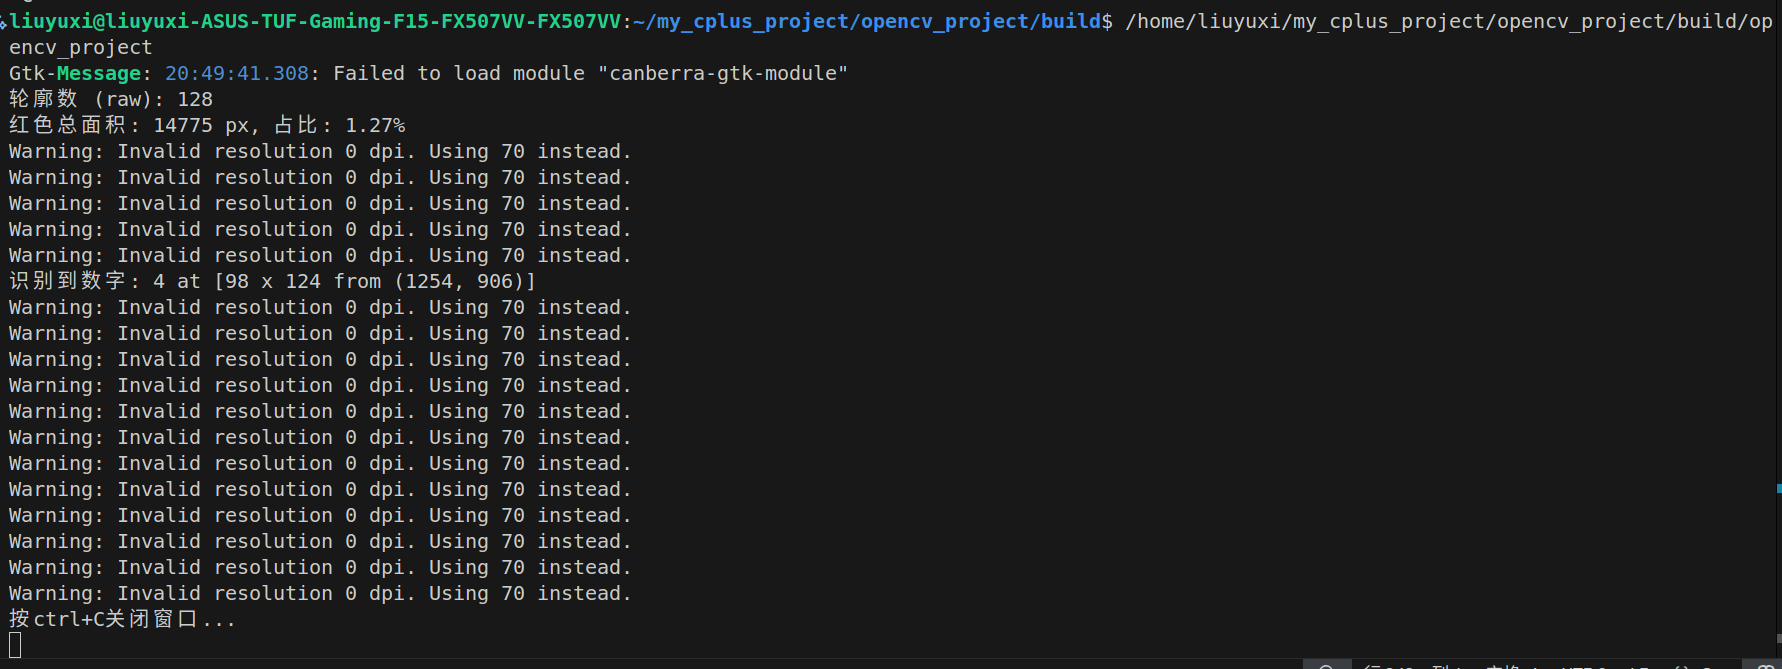 liuyuxi@liuyuxi-ASUS-TUF-Gaming-F15-FX507VV-FX507VV:~/my_cplus_project/opencv_project/build$ /home/liuyuxi/my_cplus_project/opencv_project/build/op
encv_project
Gtk-Message: 20:49:41.308: Failed to load module "canberra-gtk-module"
轮廓数 (raw): 128
红色总面积: 14775 px, 占比: 1.27%
Warning: Invalid resolution 0 dpi. Using 70 instead.
Warning: Invalid resolution 0 dpi. Using 70 instead.
Warning: Invalid resolution 0 dpi. Using 70 instead.
Warning: Invalid resolution 0 dpi. Using 70 instead.
Warning: Invalid resolution 0 dpi. Using 70 instead.
识别到数字: 4 at [98 x 124 from (1254, 906)]
Warning: Invalid resolution 0 dpi. Using 70 instead.
Warning: Invalid resolution 0 dpi. Using 70 instead.
Warning: Invalid resolution 0 dpi. Using 70 instead.
Warning: Invalid resolution 0 dpi. Using 70 instead.
Warning: Invalid resolution 0 dpi. Using 70 instead.
Warning: Invalid resolution 0 dpi. Using 70 instead.
Warning: Invalid resolution 0 dpi. Using 70 instead.
Warning: Invalid resolution 0 dpi. Using 70 instead.
Warning: Invalid resolution 0 dpi. Using 70 instead.
Warning: Invalid resolution 0 dpi. Using 70 instead.
Warning: Invalid resolution 0 dpi. Using 70 instead.
Warning: Invalid resolution 0 dpi. Using 70 instead.
按ctrl+C关闭窗口...